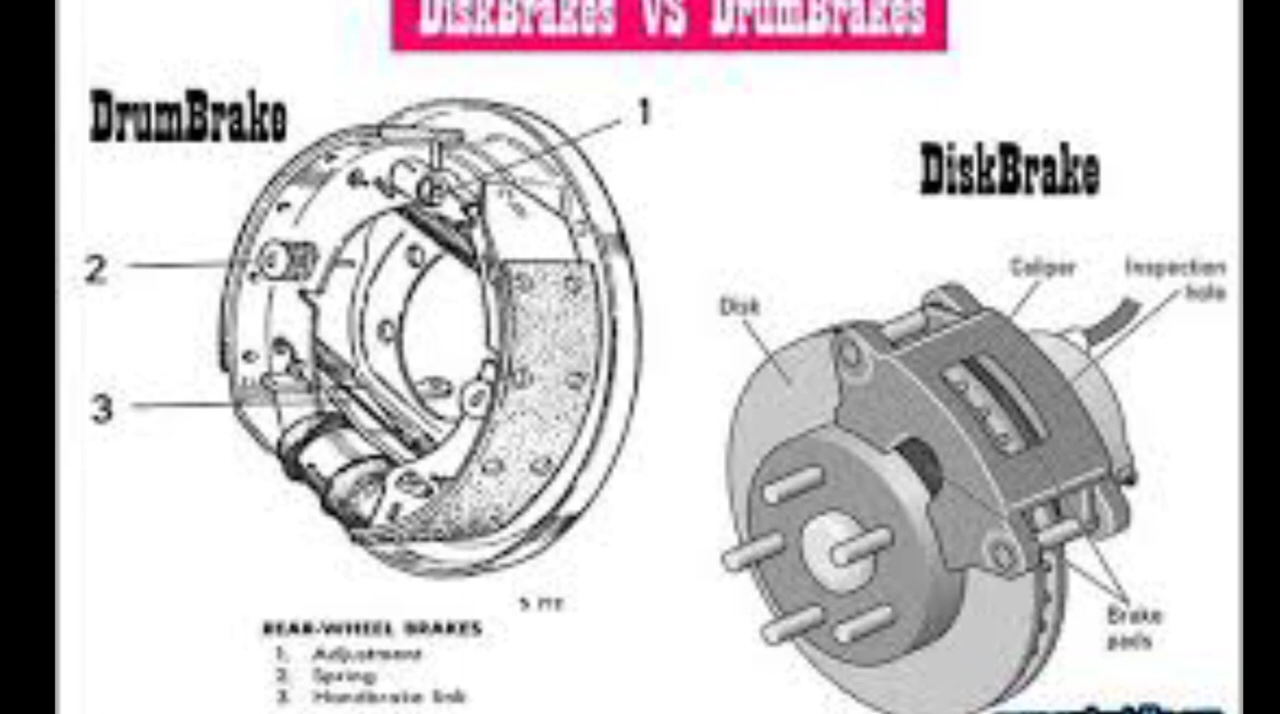 DiskBrakes VS DrumBrakes
DrumBrake
1
2
3
DiskBrake
Disk
Caliper
Inspection
hole
Brake
pads
REAR-WHEEL BRAKES
1. Adjustment
2. Spring
3. Handbrake link